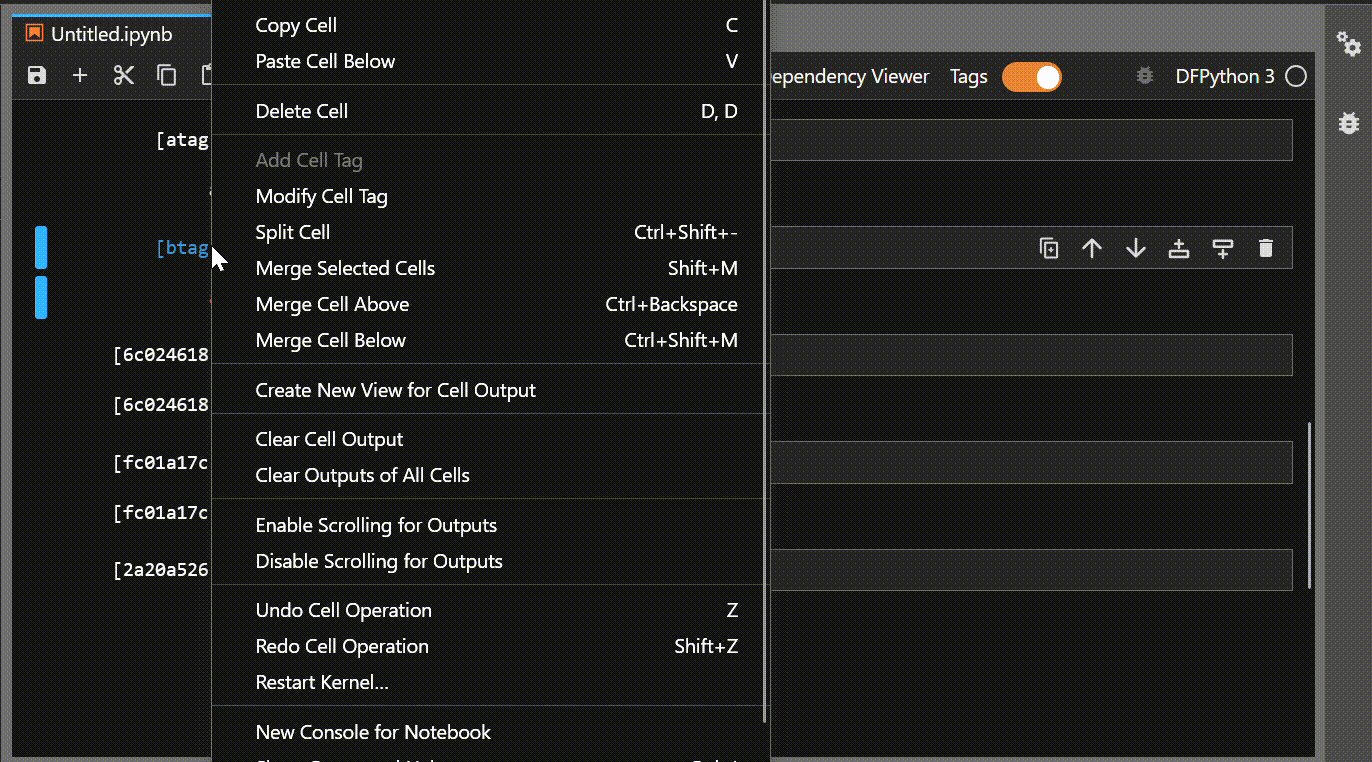 Untitled.ipynb
ependency Viewer Tags DFPython 3
[atag
[btag
[6c024618
[6c024618
[fc01a17c
[fc01a17c
[2a20a526
Copy Cell C
Paste Cell Below V
Delete Cell D, D
Add Cell Tag
Modify Cell Tag
Split Cell Ctrl+Shift+-
Merge Selected Cells Shift+M
Merge Cell Above Ctrl+Backspace
Merge Cell Below Ctrl+Shift+M
Create New View for Cell Output
Clear Cell Output
Clear Outputs of All Cells
Enable Scrolling for Outputs
Disable Scrolling for Outputs
Undo Cell Operation Z
Redo Cell Operation Shift+Z
Restart Kernel...
New Console for Notebook